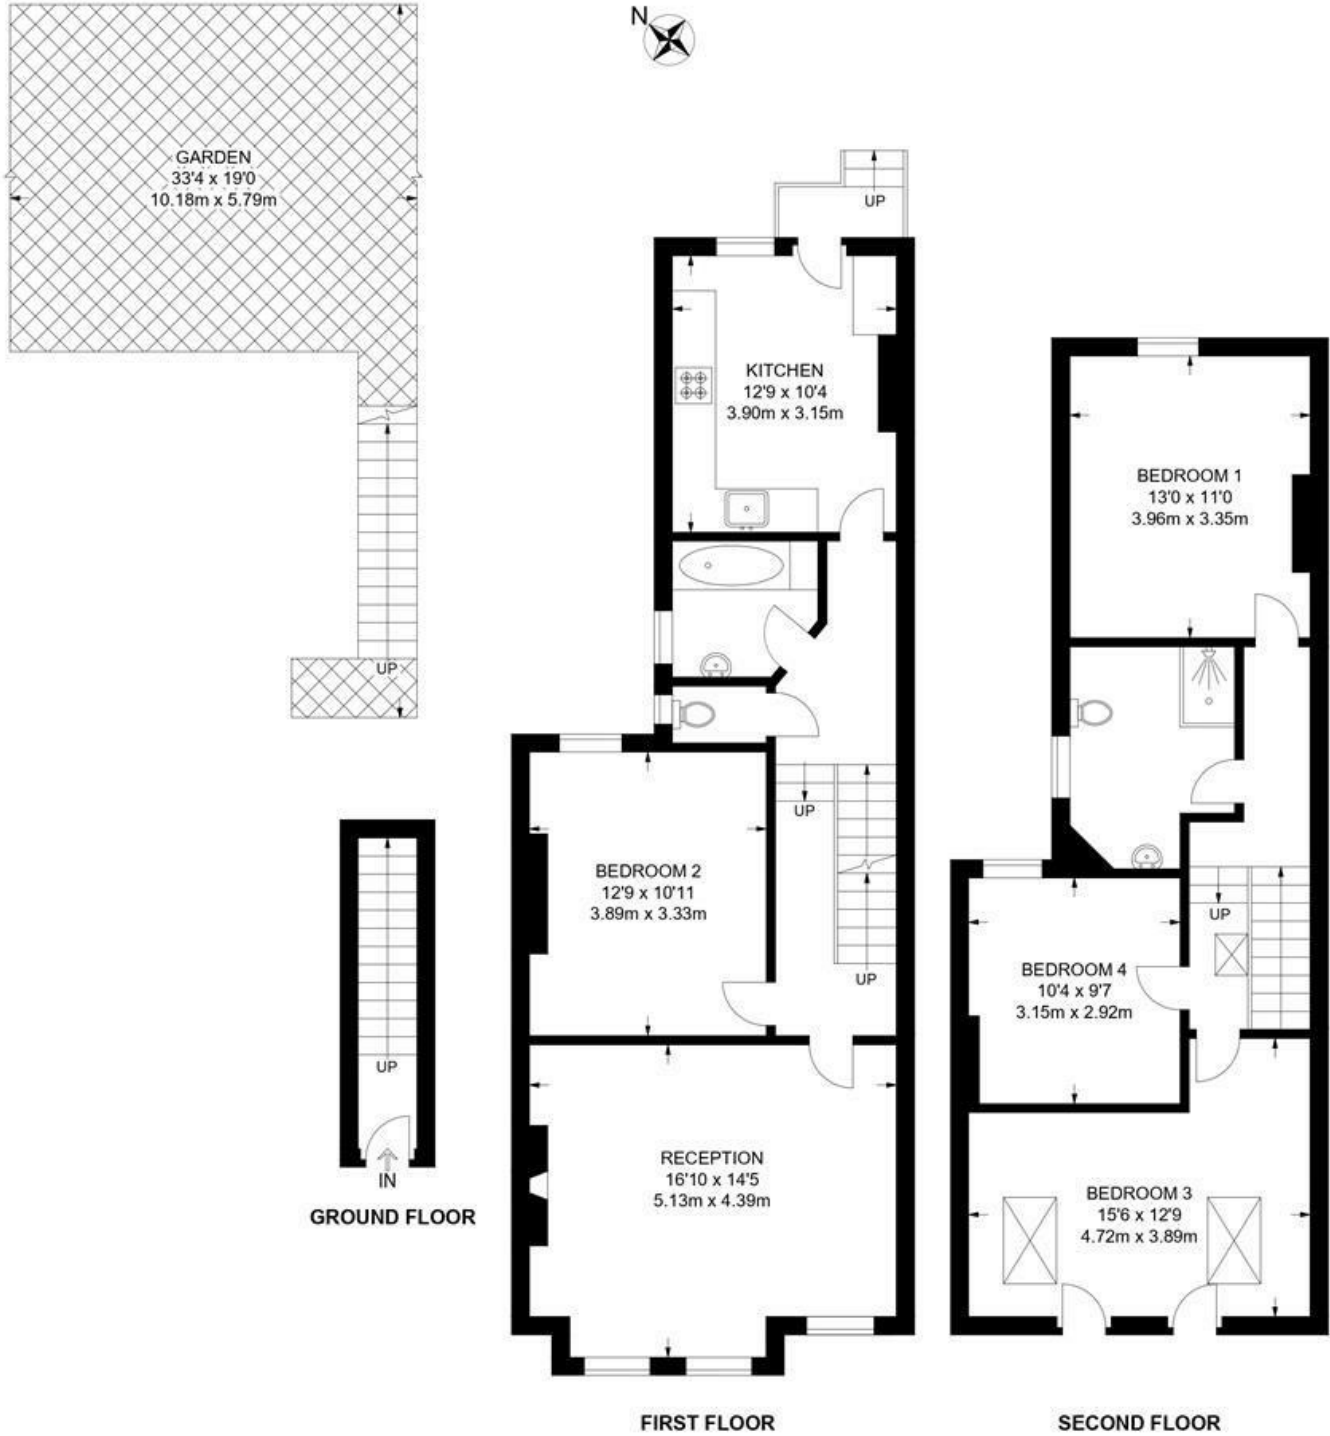 N
GARDEN
33'4 x 19'0
10.18m x 5.79m
UP
UP
IN
GROUND FLOOR
UP
KITCHEN
12'9 x 10'4
3.90m x 3.15m
UP
BEDROOM 2
12'9 x 10'11
3.89m x 3.33m
UP
RECEPTION
16'10 x 14'5
5.13m x 4.39m
FIRST FLOOR
BEDROOM 1
13'0 x 11'0
3.96m x 3.35m
UP
BEDROOM 4
10'4 x 9'7
3.15m x 2.92m
BEDROOM 3
15'6 x 12'9
4.72m x 3.89m
SECOND FLOOR